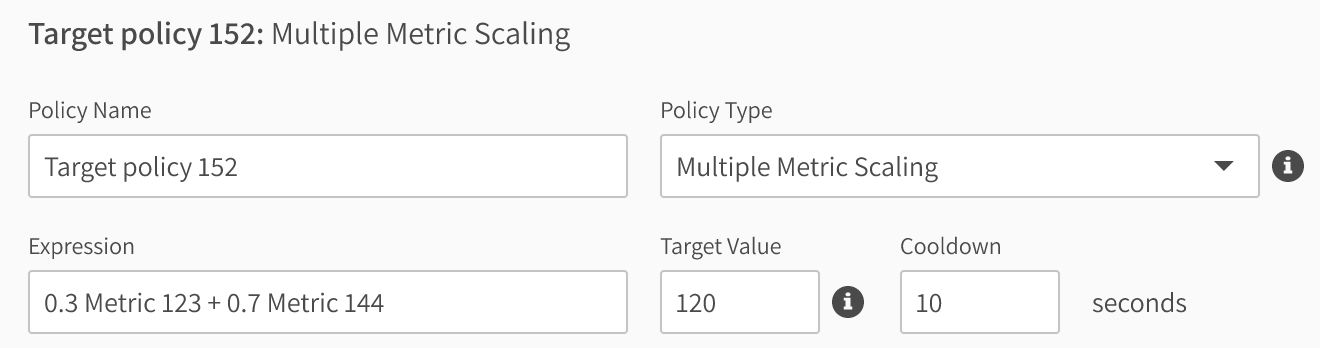 Target policy 152: Multiple Metric Scaling
Policy Name
Policy Type
Target policy 152
Multiple Metric Scaling
Expression
Target Value
Cooldown
0.3 Metric 123 + 0.7 Metric 144
120
10
seconds